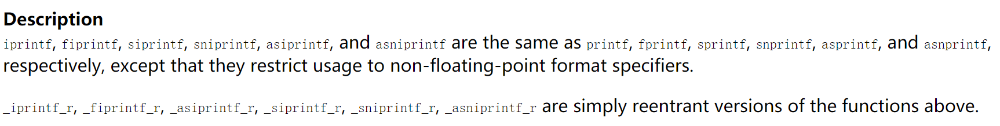 Description
iprintf, fiprintf, siprintf, sniprintf, asiprintf, and asniprintf are the same as printf, fprintf, sprintf, snprintf, asprintf, and asnprintf,
respectively, except that they restrict usage to non-floating-point format specifiers.
_iprintf_r, _fiprintf_r, _asiprintf_r, _siprintf_r, _sniprintf_r, _asniprintf_r are simply reentrant versions of the functions above.